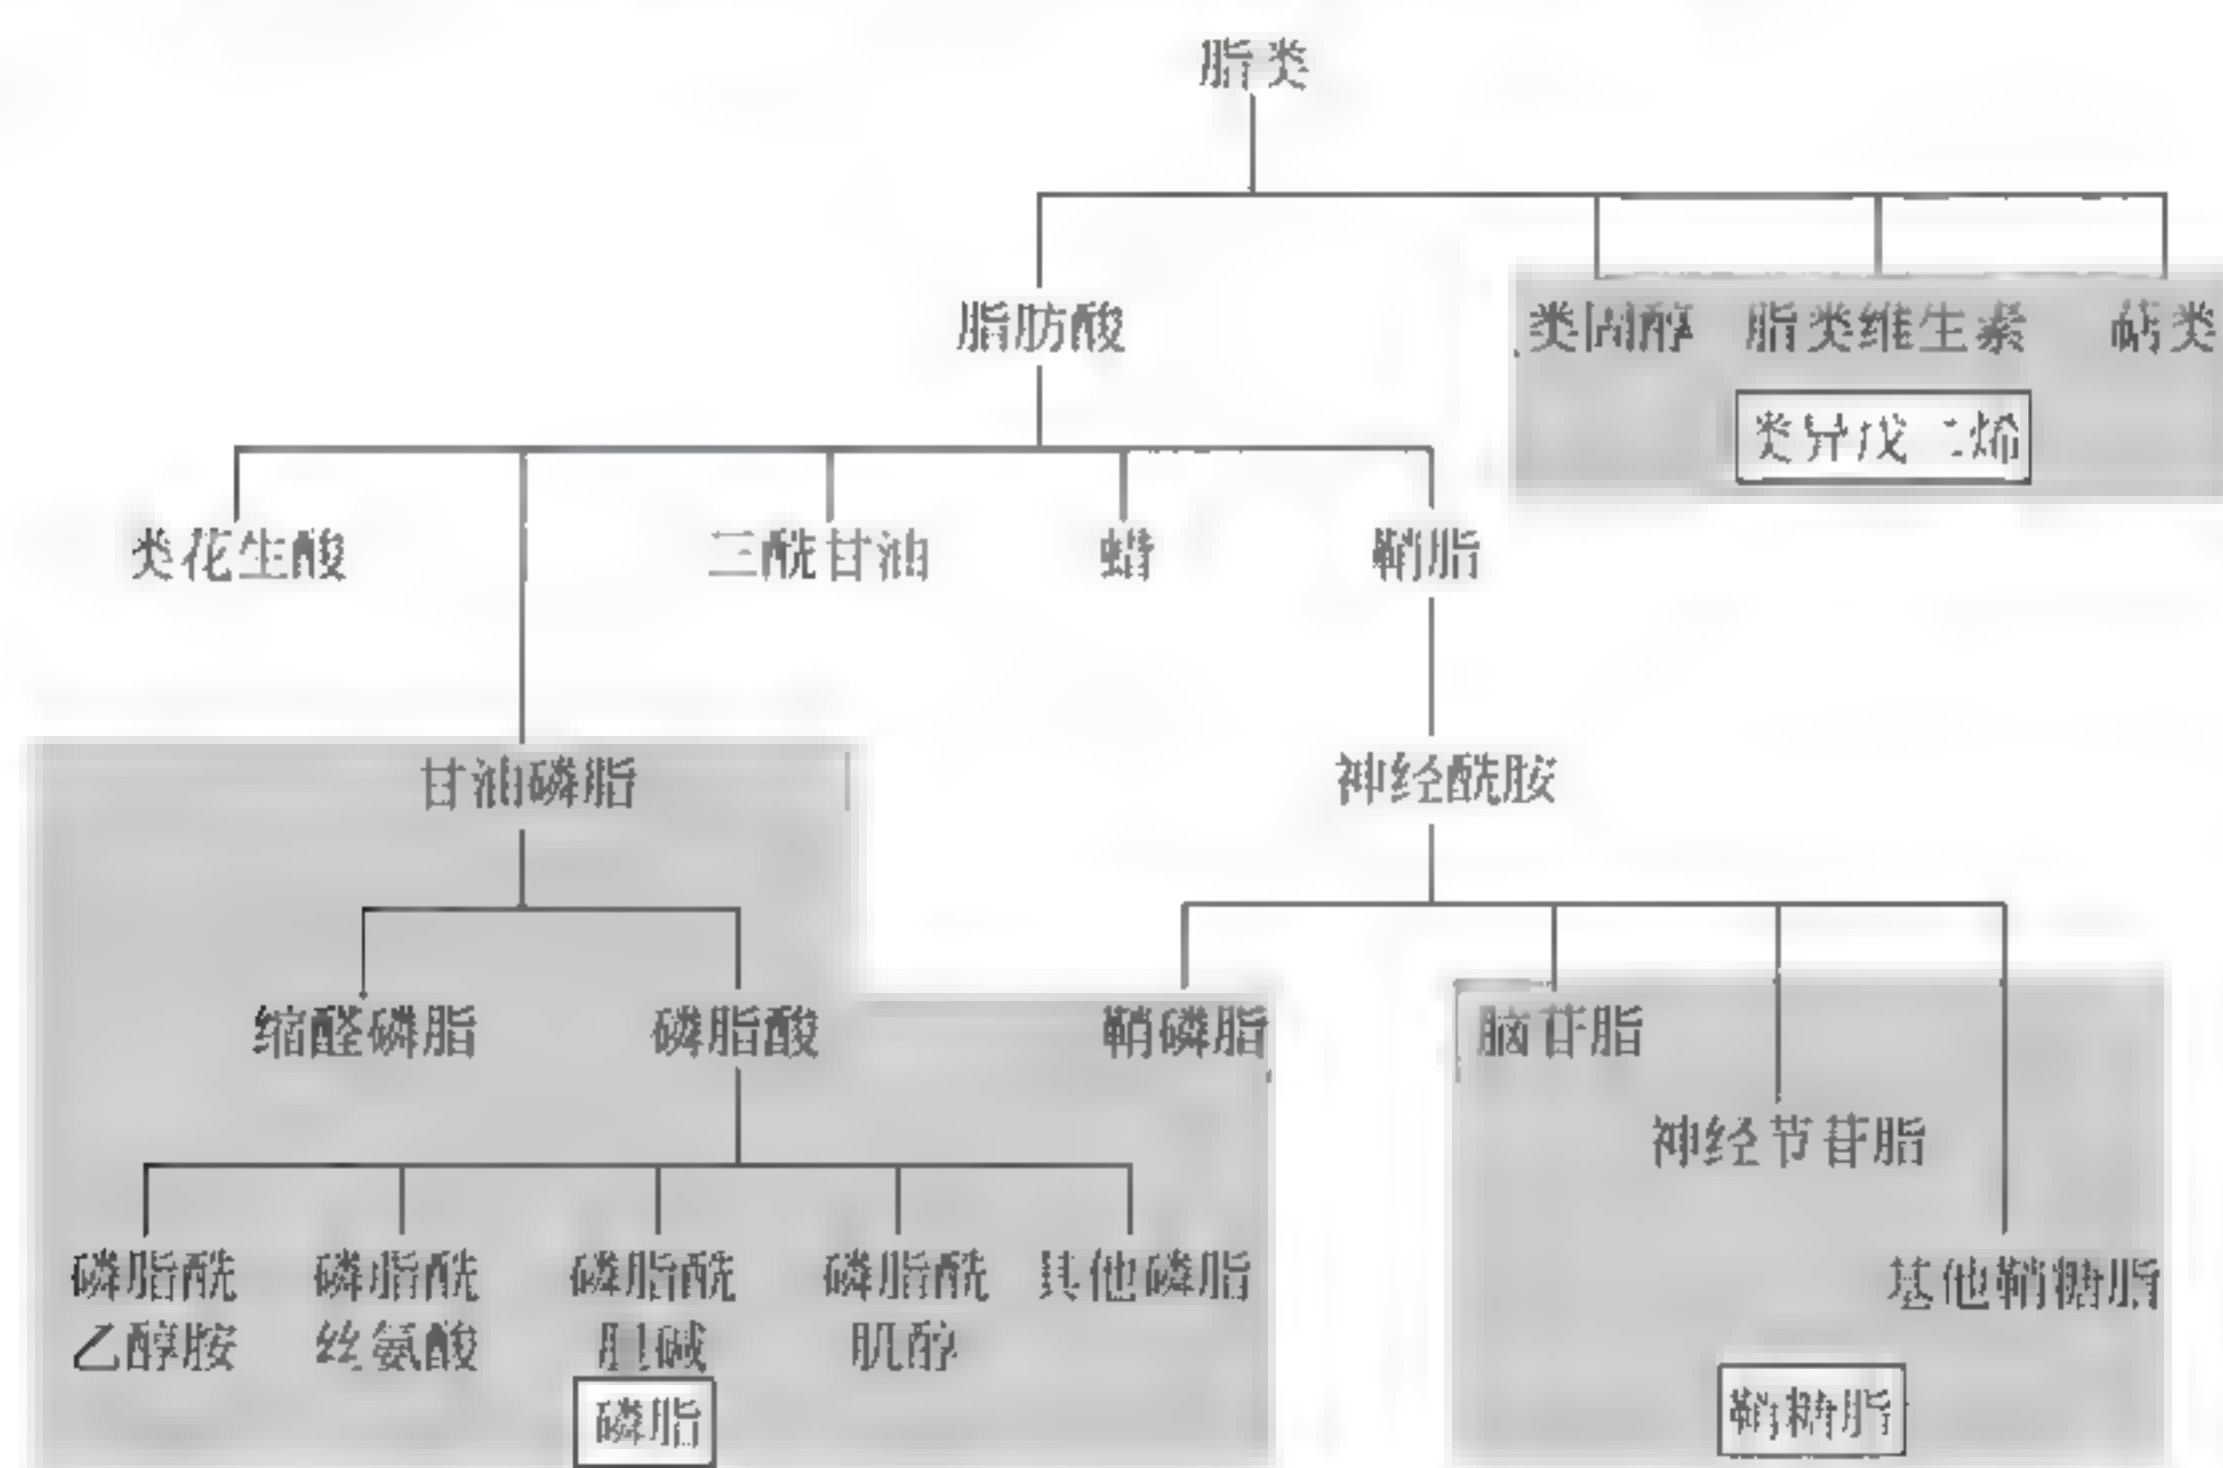 脂类
脂肪酸
类固醇 脂类维生素 萜类
类异戊二烯
类花生酸 三酰甘油 蜡 鞘脂
甘油磷脂 神经酰胺
缩醛磷脂 磷脂酸 鞘磷脂 脑苷脂
神经节苷脂
磷脂酰 磷脂酰 磷脂酰 磷脂酰 其他磷脂 其他鞘糖脂
乙醇胺 丝氨酸 胆碱 肌醇
磷脂 鞘糖脂